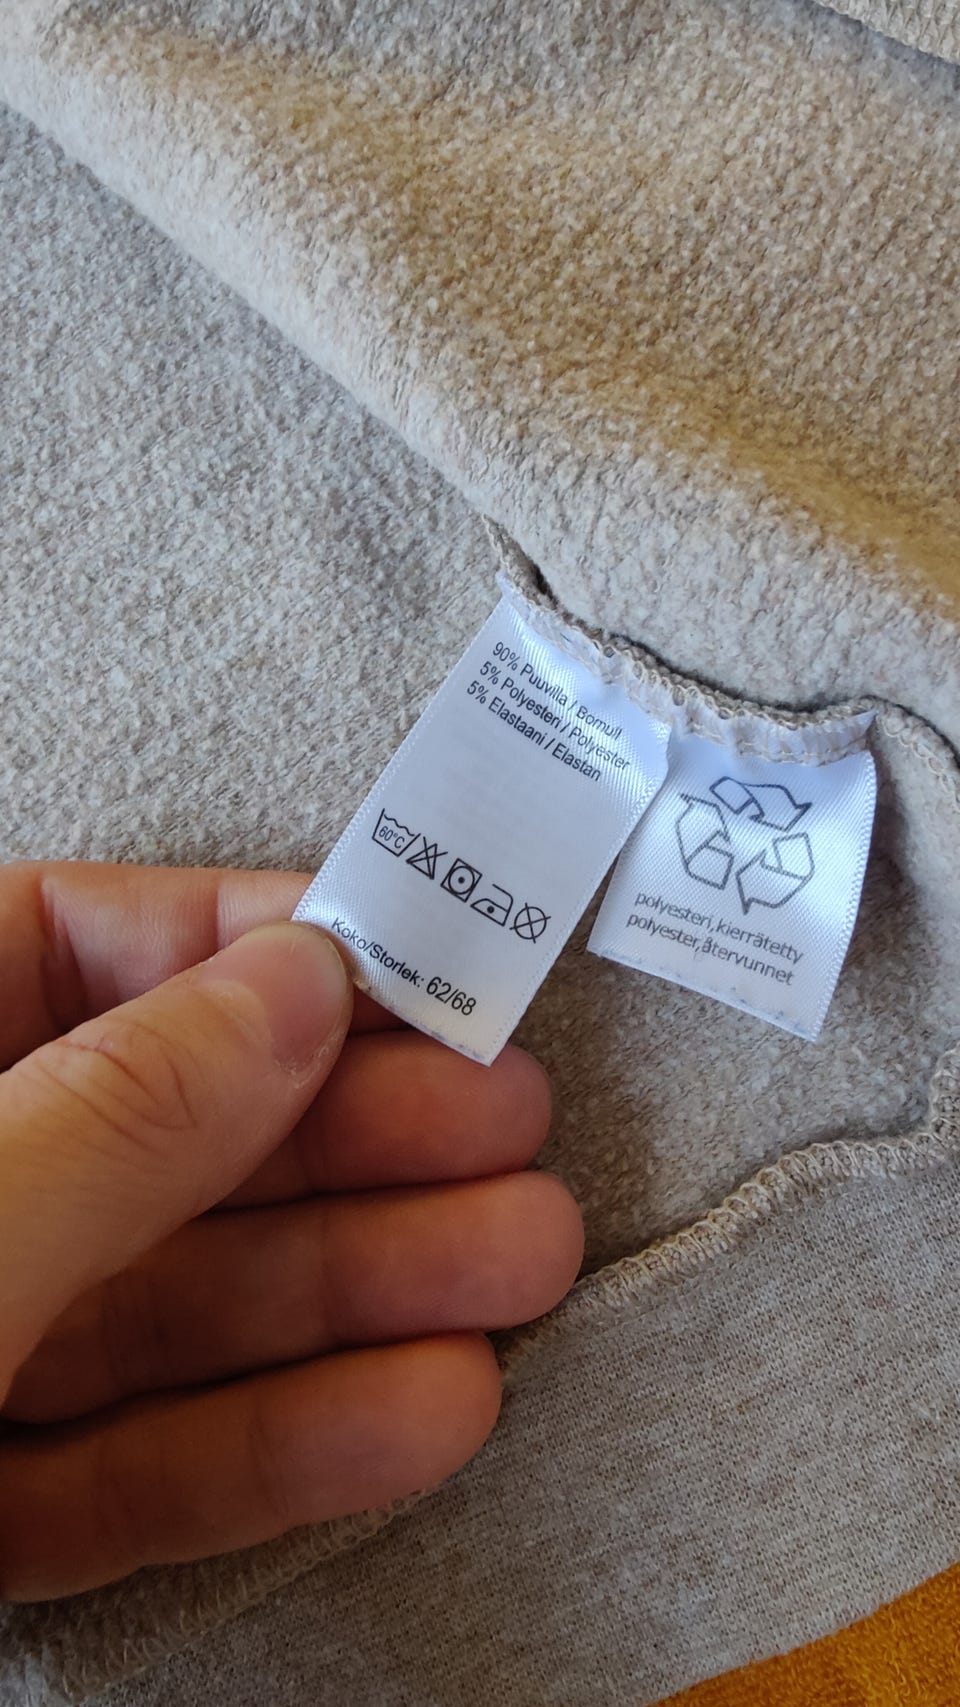 90% Puuvilla / Bomull
5% Polyesteri / Polyester
5% Elastaani / Elastan
60°C
Koko/Storlek: 62/68
polyesteri, kierrätetty
polyester, återvunnet